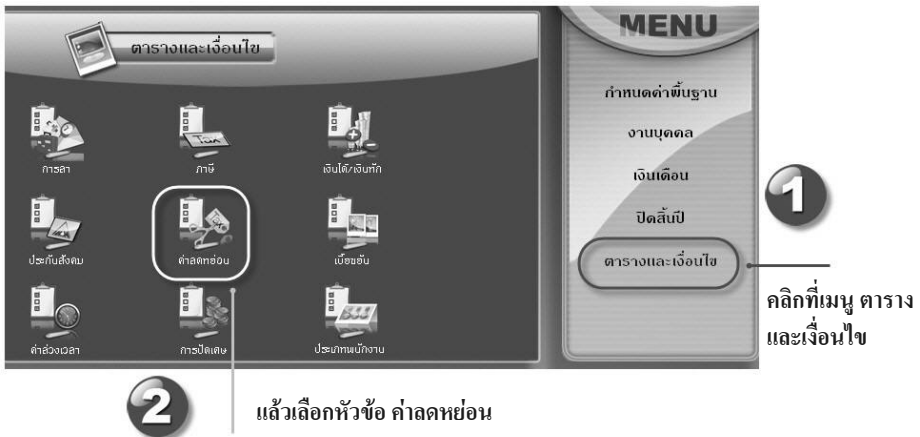 ตารางและเงื่อนไข
MENU
การลา
ภาษี
เงินได้/เงินหัก
ประกันสังคม
ค่าลดหย่อน
เบี้ยขยัน
ค่าล่วงเวลา
การปัดเศษ
ประเภทพนักงาน
กำหนดค่าพื้นฐาน
งานบุคคล
เงินเดือน
ปิดสิ้นปี
ตารางและเงื่อนไข
1
คลิกที่เมนู ตาราง
และเงื่อนไข
2
แล้วเลือกหัวข้อ ค่าลดหย่อน